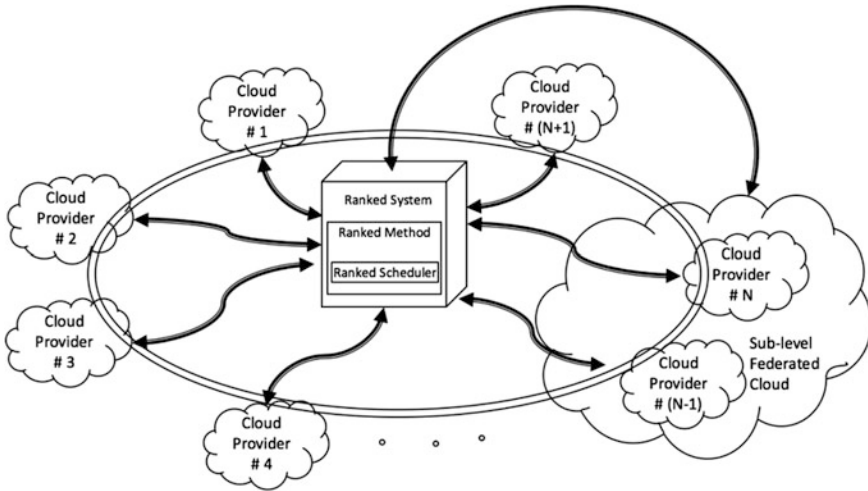 Cloud
Provider
# 1
Cloud
Provider
# (N+1)
Cloud
Provider
# 2
Ranked System
Ranked Method
Ranked Scheduler
Cloud
Provider
# N
Cloud
Provider
# 3
Sub-level
Federated
Cloud
Cloud
Provider
# (N-1)
Cloud
Provider
# 4